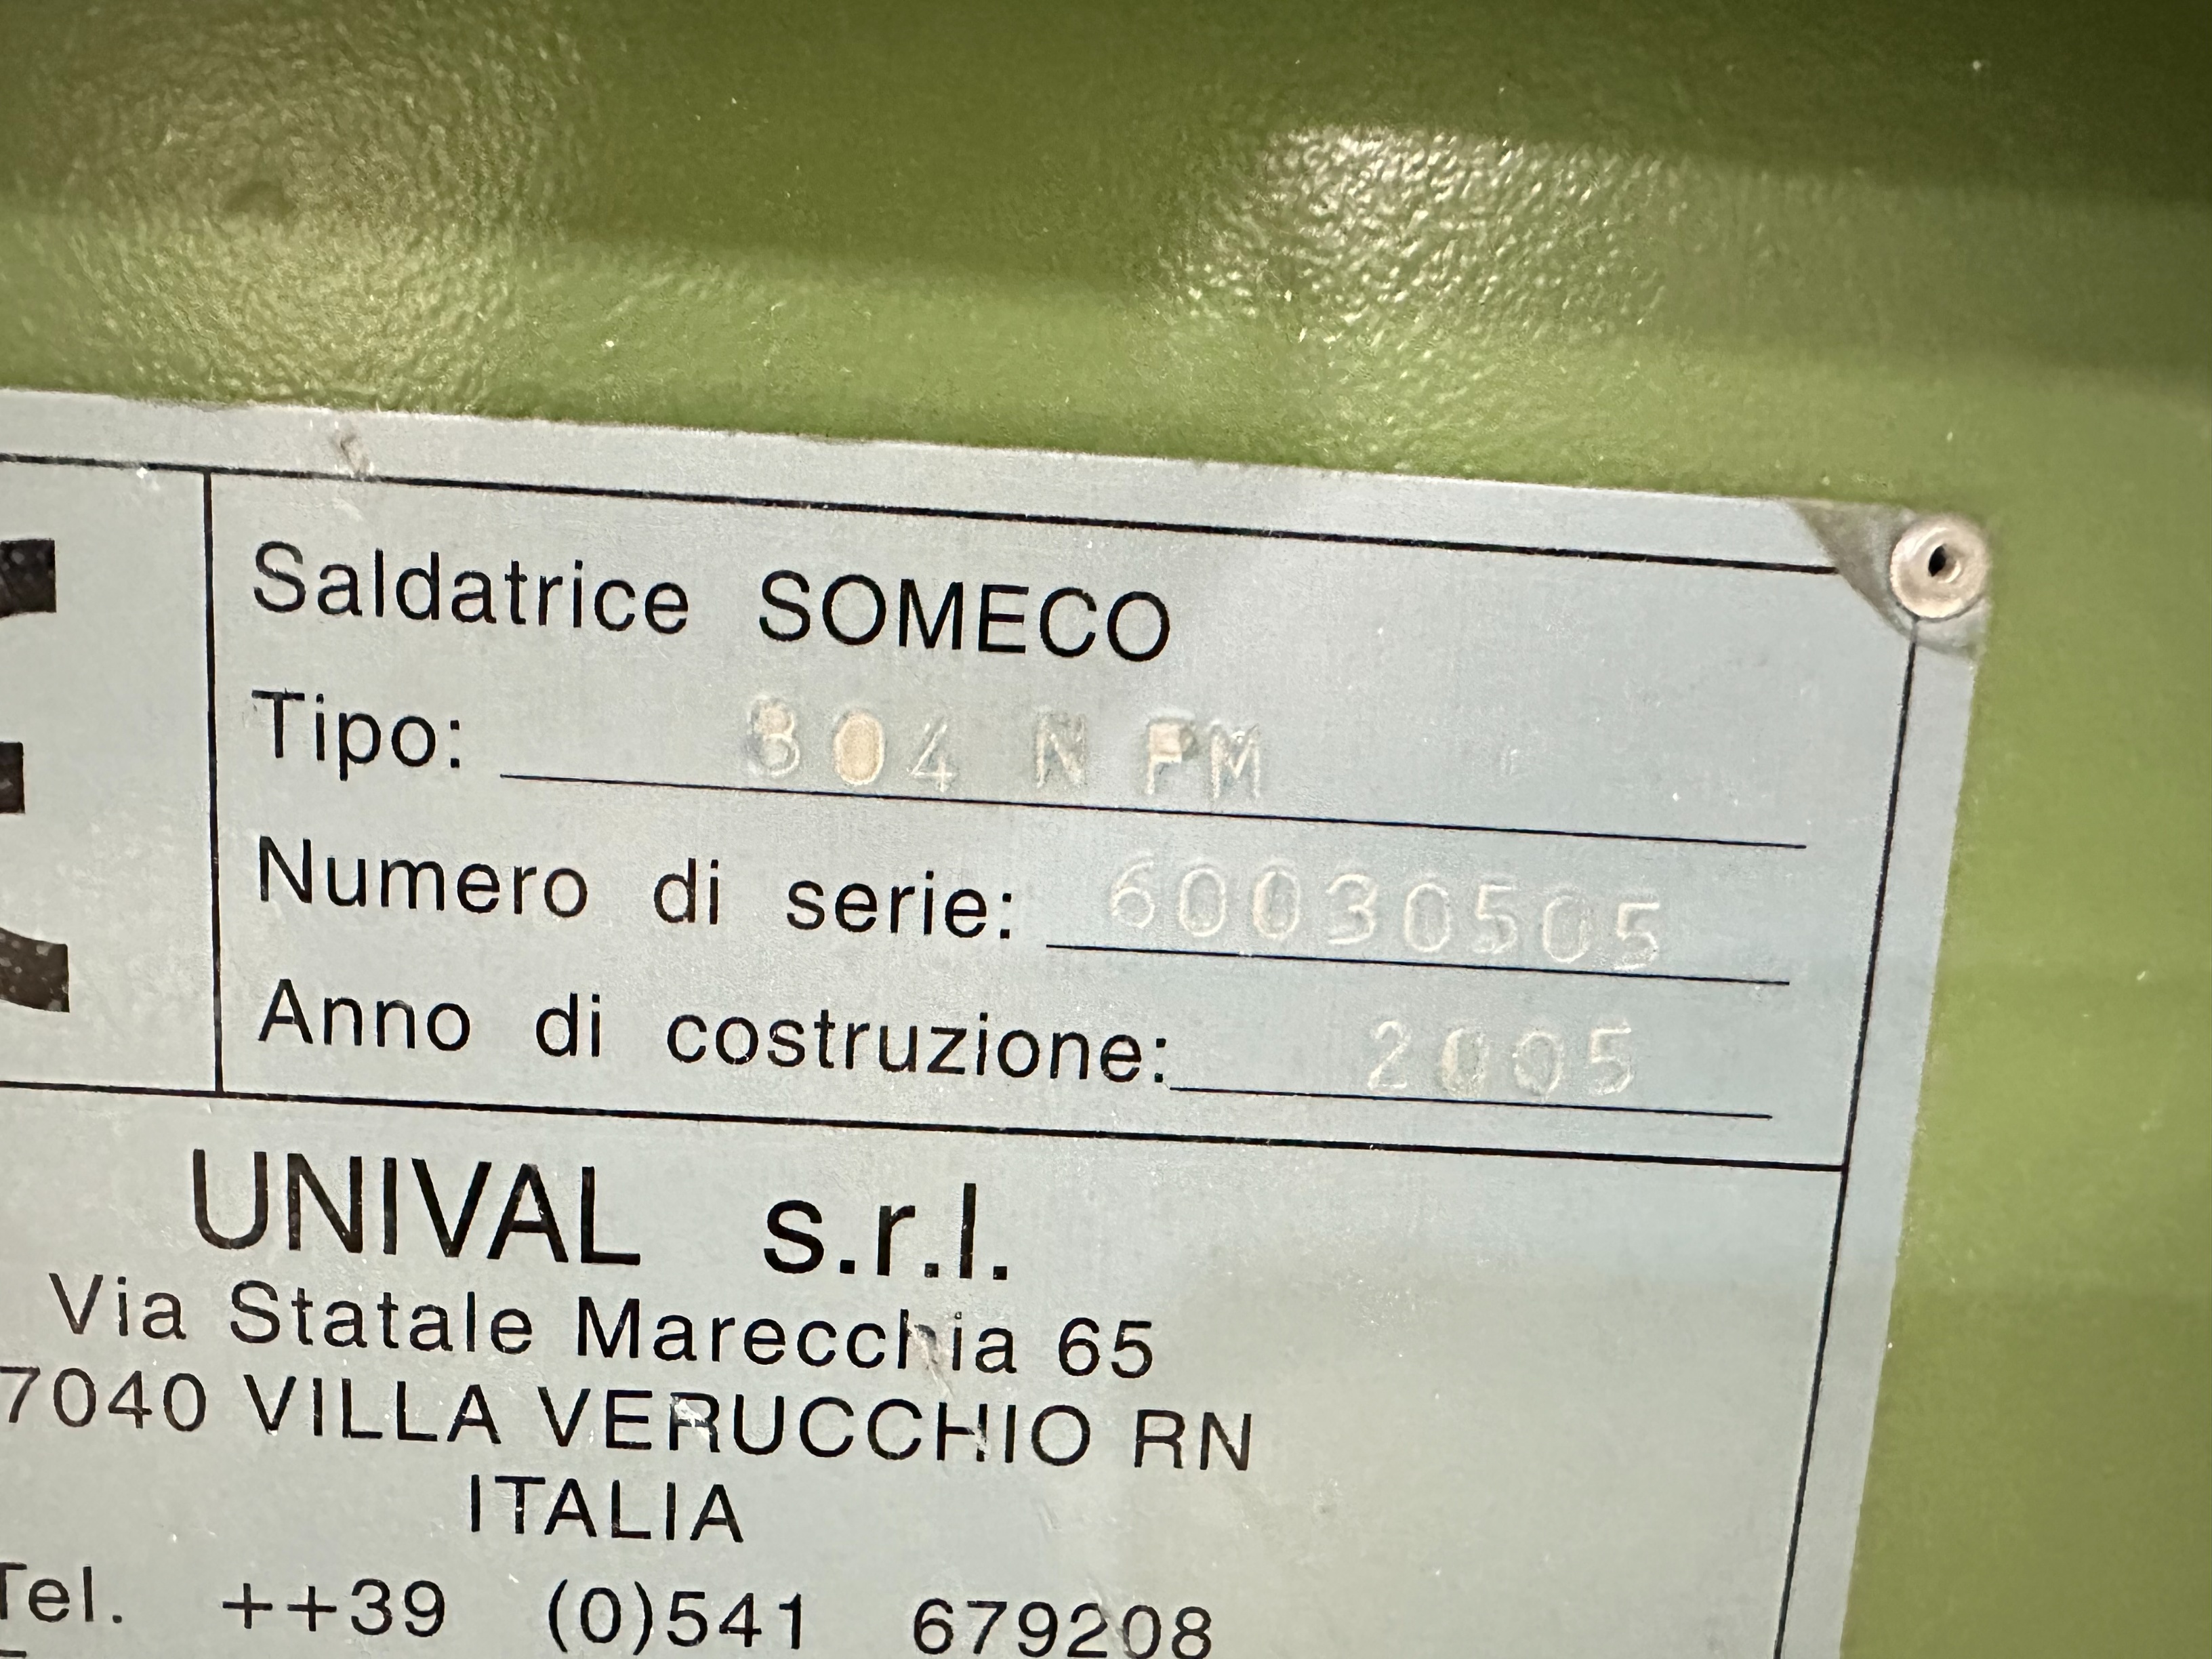 Saldatrice SOMECO
Tipo: 804 N PM
Numero di serie: 60030505
Anno di costruzione: 2005
UNIVAL s.r.l.
Via Statale Marecchia 65
7040 VILLA VERUCCHIO RN
ITALIA
Tel. ++39 (0)541 679208